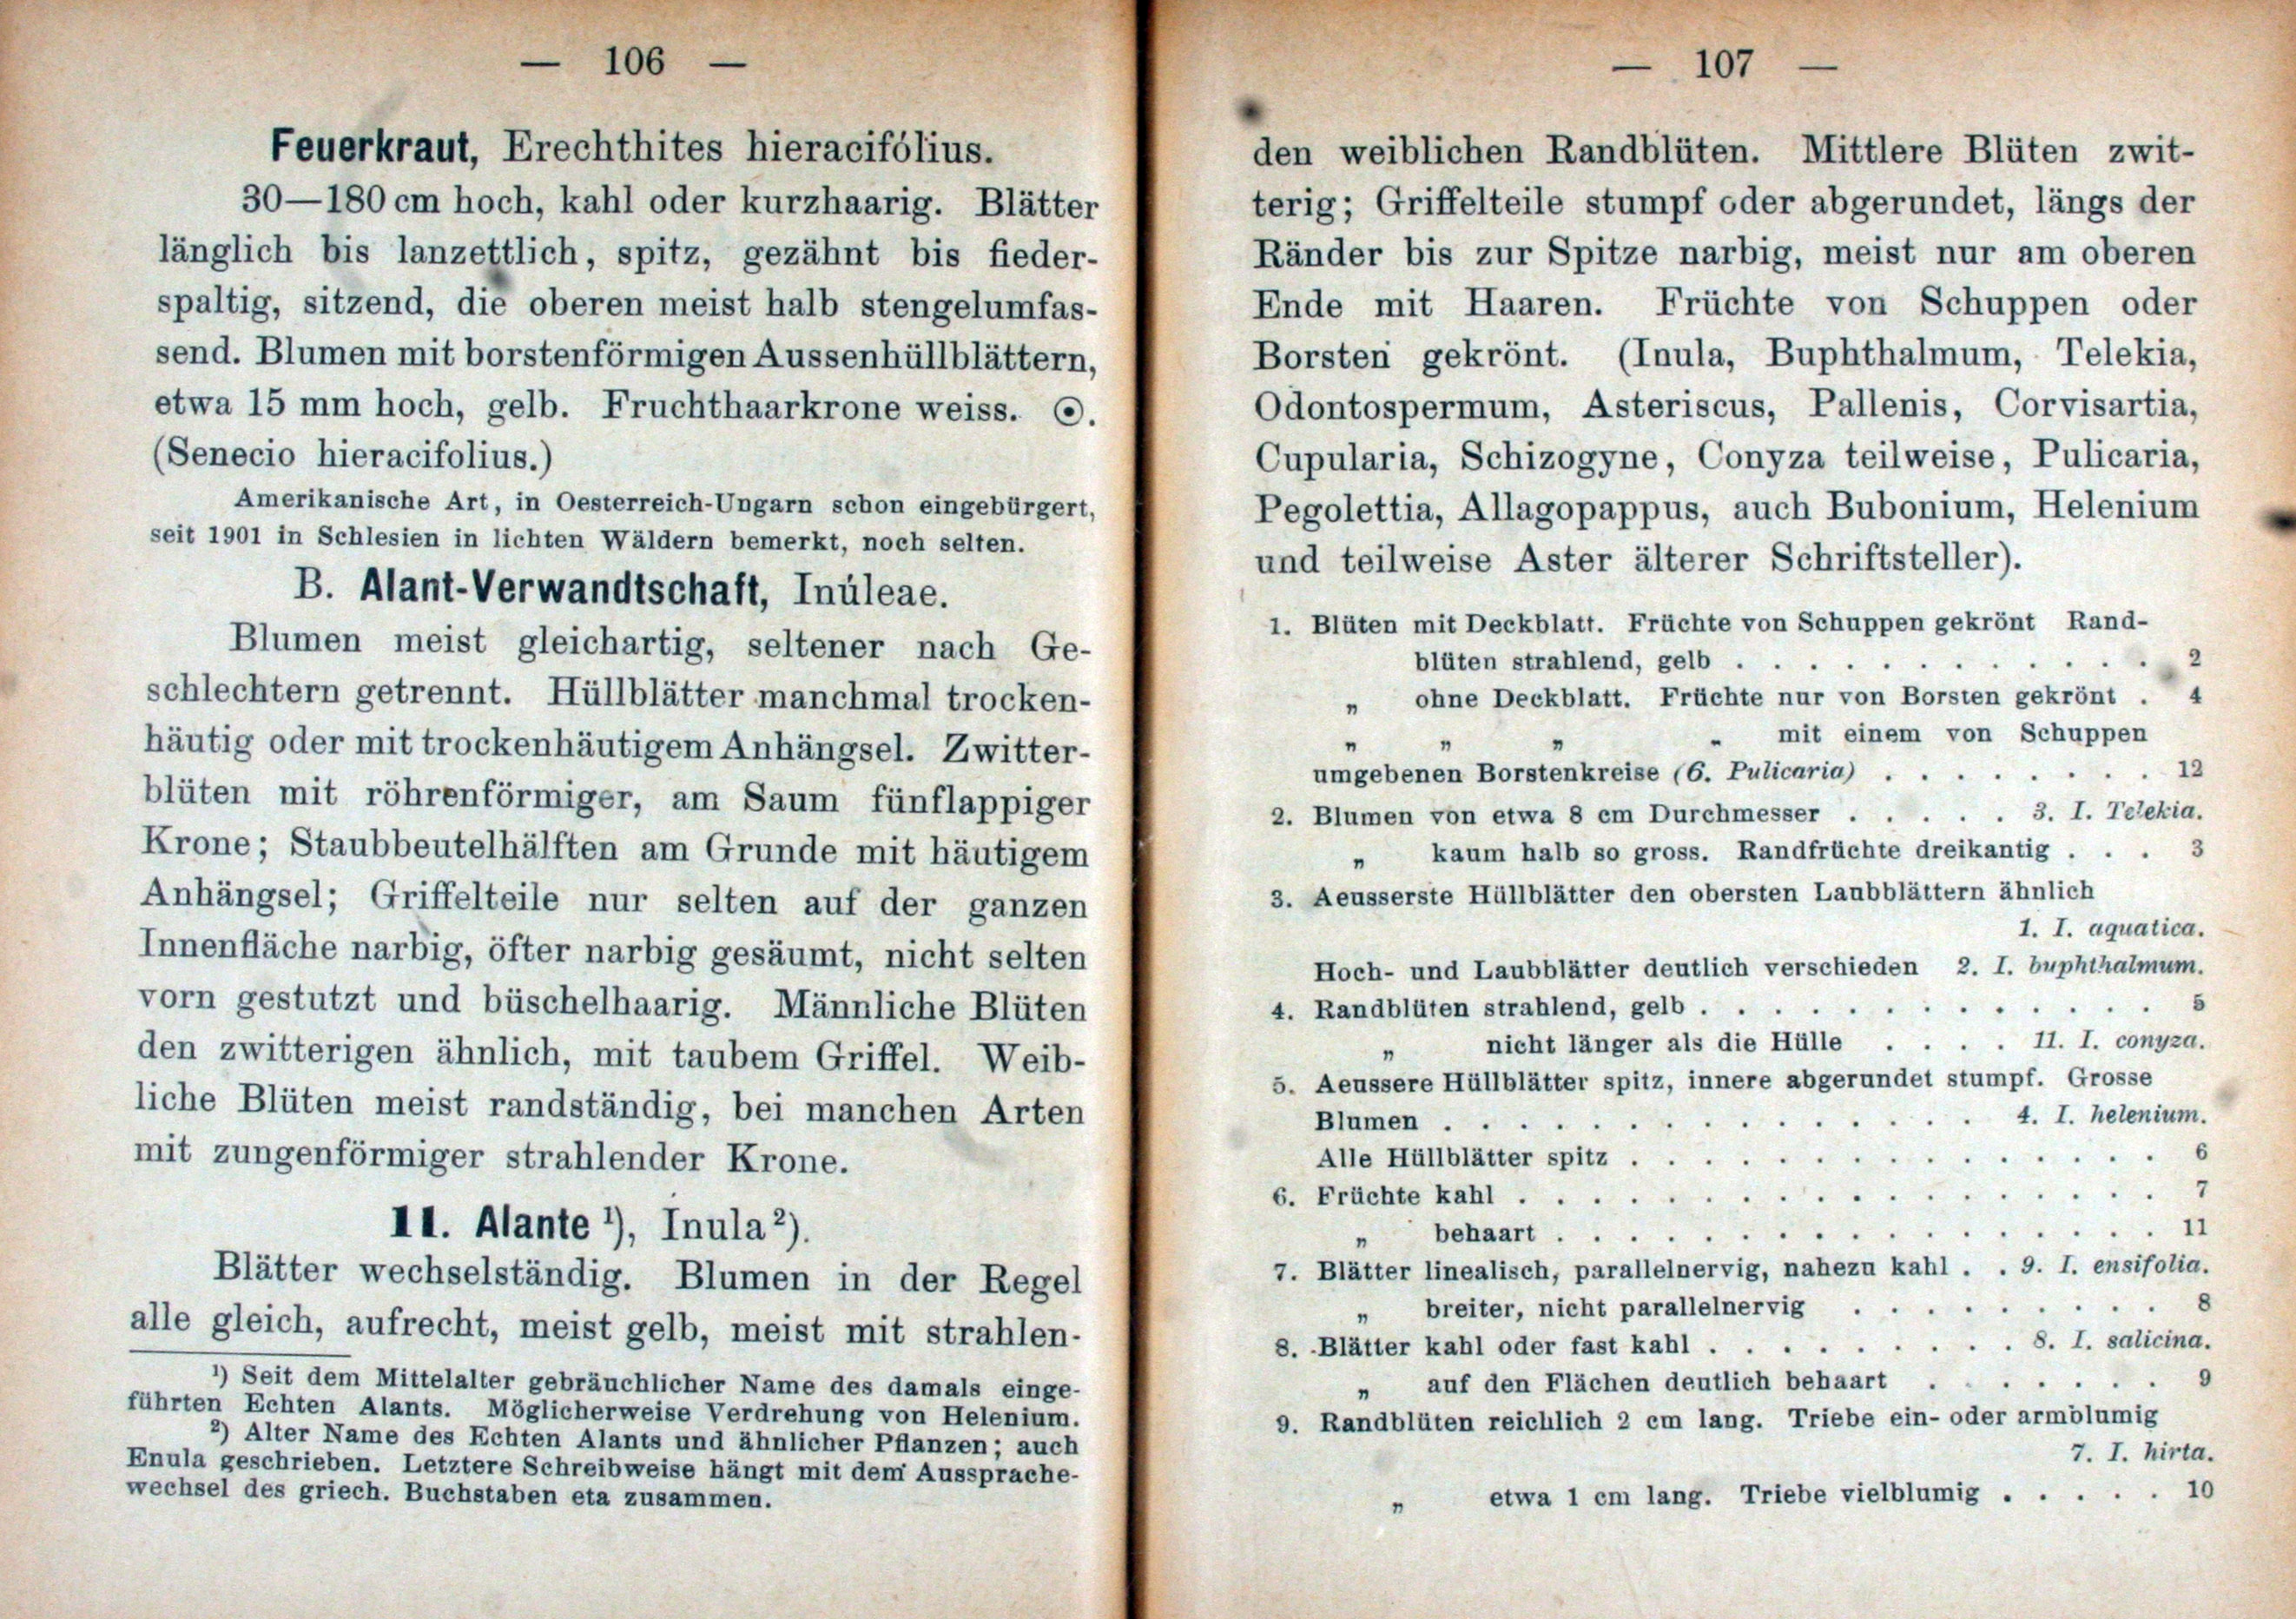 — 106 —
Feuerkraut, Erechthites hieracifólius.
30—180 cm hoch, kahl oder kurzhaarig. Blätter
länglich bis lanzettlich, spitz, gezähnt bis fieder-
spaltig, sitzend, die oberen meist halb stengelumfas-
send. Blumen mit borstenförmigen Aussenhüllblättern,
etwa 15 mm hoch, gelb. Fruchthaarkrone weiss. ⊙.
(Senecio hieracifolius.)
Amerikanische Art, in Oesterreich-Ungarn schon eingebürgert,
seit 1901 in Schlesien in lichten Wäldern bemerkt, noch selten.
B. Alant-Verwandtschaft, Inúleae.
Blumen meist gleichartig, seltener nach Ge-
schlechtern getrennt. Hüllblätter manchmal trocken-
häutig oder mit trockenhäutigem Anhängsel. Zwitter-
blüten mit röhrenförmiger, am Saum fünflappiger
Krone; Staubbeutelhälften am Grunde mit häutigem
Anhängsel; Griffelteile nur selten auf der ganzen
Innenfläche narbig, öfter narbig gesäumt, nicht selten
vorn gestutzt und büschelhaarig. Männliche Blüten
den zwitterigen ähnlich, mit taubem Griffel. Weib-
liche Blüten meist randständig, bei manchen Arten
mit zungenförmiger strahlender Krone.
11. Alante ¹), Inula ²).
Blätter wechselständig. Blumen in der Regel
alle gleich, aufrecht, meist gelb, meist mit strahlen-
¹) Seit dem Mittelalter gebräuchlicher Name des damals einge-
führten Echten Alants. Möglicherweise Verdrehung von Helenium.
²) Alter Name des Echten Alants und ähnlicher Pflanzen; auch
Enula geschrieben. Letztere Schreibweise hängt mit dem Aussprache-
wechsel des griech. Buchstaben eta zusammen.
— 107 —
den weiblichen Randblüten. Mittlere Blüten zwit-
terig; Griffelteile stumpf oder abgerundet, längs der
Ränder bis zur Spitze narbig, meist nur am oberen
Ende mit Haaren. Früchte von Schuppen oder
Borsten gekrönt. (Inula, Buphthalmum, Telekia,
Odontospermum, Asteriscus, Pallenis, Corvisartia,
Cupularia, Schizogyne, Conyza teilweise, Pulicaria,
Pegolettia, Allagopappus, auch Bubonium, Helenium
und teilweise Aster älterer Schriftsteller).
1. Blüten mit Deckblatt. Früchte von Schuppen gekrönt Rand-
blüten strahlend, gelb . . . . . . . . . . . . 2
„ ohne Deckblatt. Früchte nur von Borsten gekrönt . 4
„ „ „ „ mit einem von Schuppen
umgebenen Borstenkreise (6. Pulicaria) . . . . . . . . 12
2. Blumen von etwa 8 cm Durchmesser . . . . . 3. I. Telekia.
„ kaum halb so gross. Randfrüchte dreikantig . . . 3
3. Aeusserste Hüllblätter den obersten Laubblättern ähnlich
1. I. aquatica.
Hoch- und Laubblätter deutlich verschieden 2. I. buphthalmum.
4. Randblüten strahlend, gelb . . . . . . . . . . . . . 5
„ nicht länger als die Hülle . . . . 11. I. conyza.
5. Aeussere Hüllblätter spitz, innere abgerundet stumpf. Grosse
Blumen . . . . . . . . . . . . . . . 4. I. helenium.
Alle Hüllblätter spitz . . . . . . . . . . . . . . . 6
6. Früchte kahl . . . . . . . . . . . . . . . . . . 7
„ behaart . . . . . . . . . . . . . . . . . 11
7. Blätter linealisch, parallelnervig, nahezu kahl . . 9. I. ensifolia.
„ breiter, nicht parallelnervig . . . . . . . . . 8
8. Blätter kahl oder fast kahl . . . . . . . . . 8. I. salicina.
„ auf den Flächen deutlich behaart . . . . . . . 9
9. Randblüten reichlich 2 cm lang. Triebe ein- oder armblumig
7. I. hirta.
„ etwa 1 cm lang. Triebe vielblumig . . . . . 10